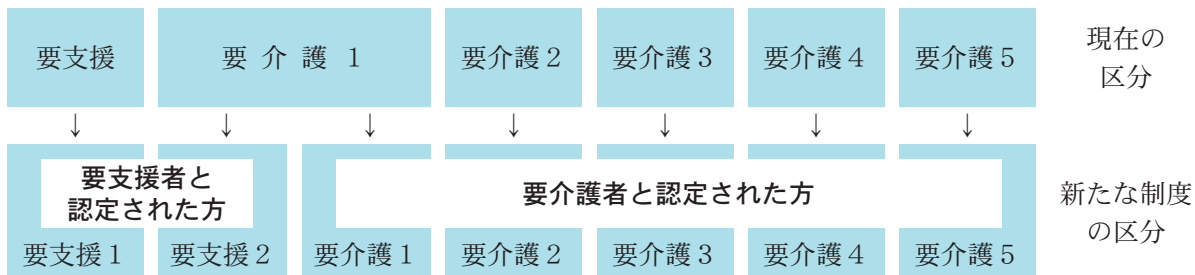 要支援
要介護1
要介護2
要介護3
要介護4
要介護5
現在の
区分
↓ ↓ ↓ ↓ ↓ ↓ ↓
要支援者と
認定された方
要介護者と認定された方
新たな制度
の区分
要支援1
要支援2
要介護1
要介護2
要介護3
要介護4
要介護5